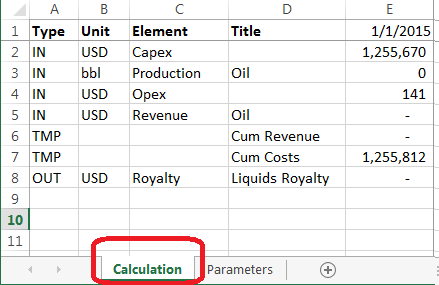 A B C D E
1 Type Unit Element Title 1/1/2015
2 IN USD Capex 1,255,670
3 IN bbl Production Oil 0
4 IN USD Opex 141
5 IN USD Revenue Oil -
6 TMP Cum Revenue -
7 TMP Cum Costs 1,255,812
8 OUT USD Royalty Liquids Royalty -
9
10
11
Calculation Parameters